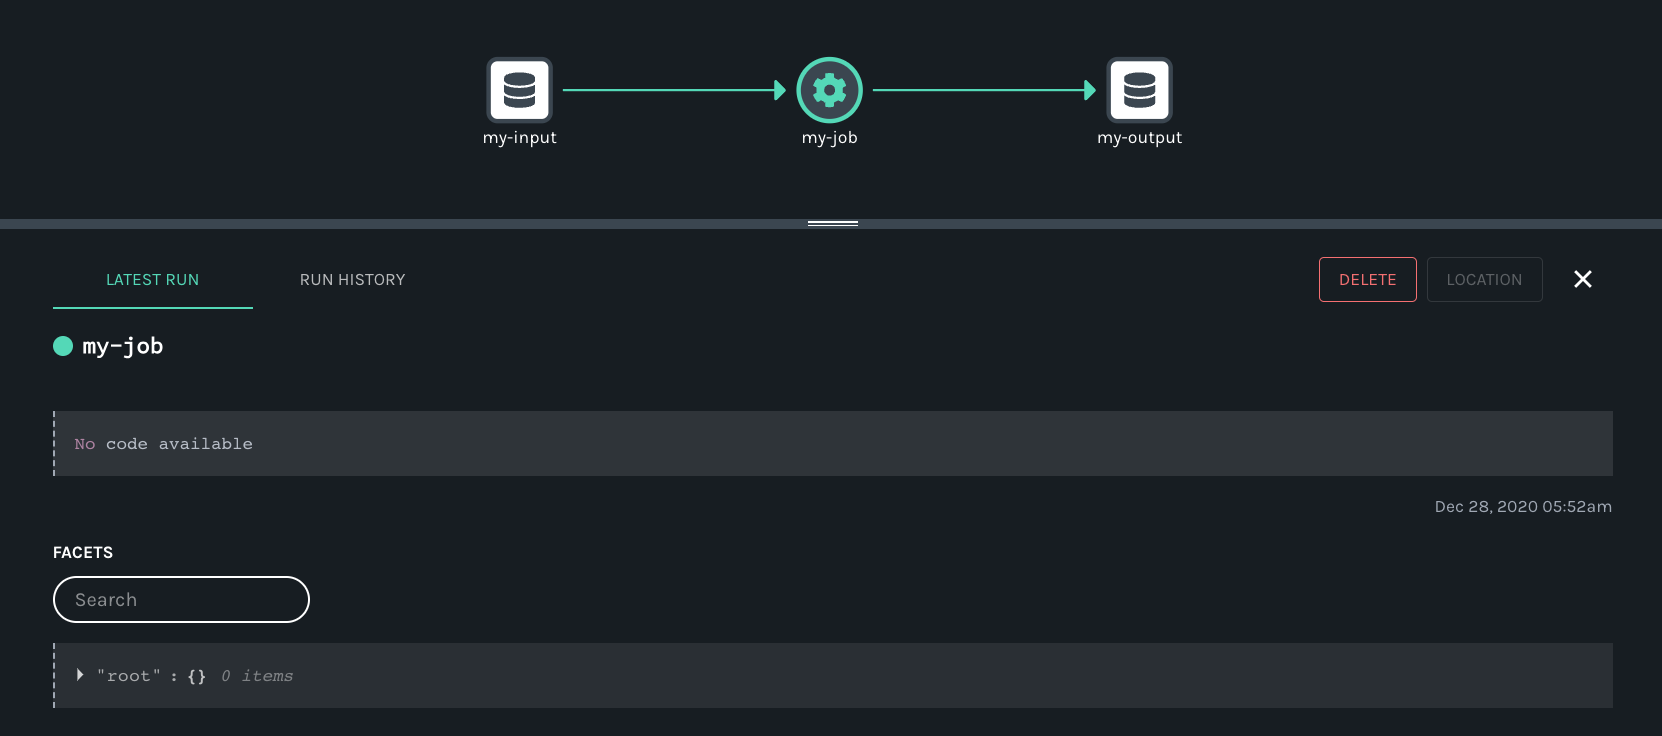 my-input
my-job
my-output
LATEST RUN
RUN HISTORY
DELETE
LOCATION
my-job
No code available
Dec 28, 2020 05:52am
FACETS
Search
"root" : {} 0 items